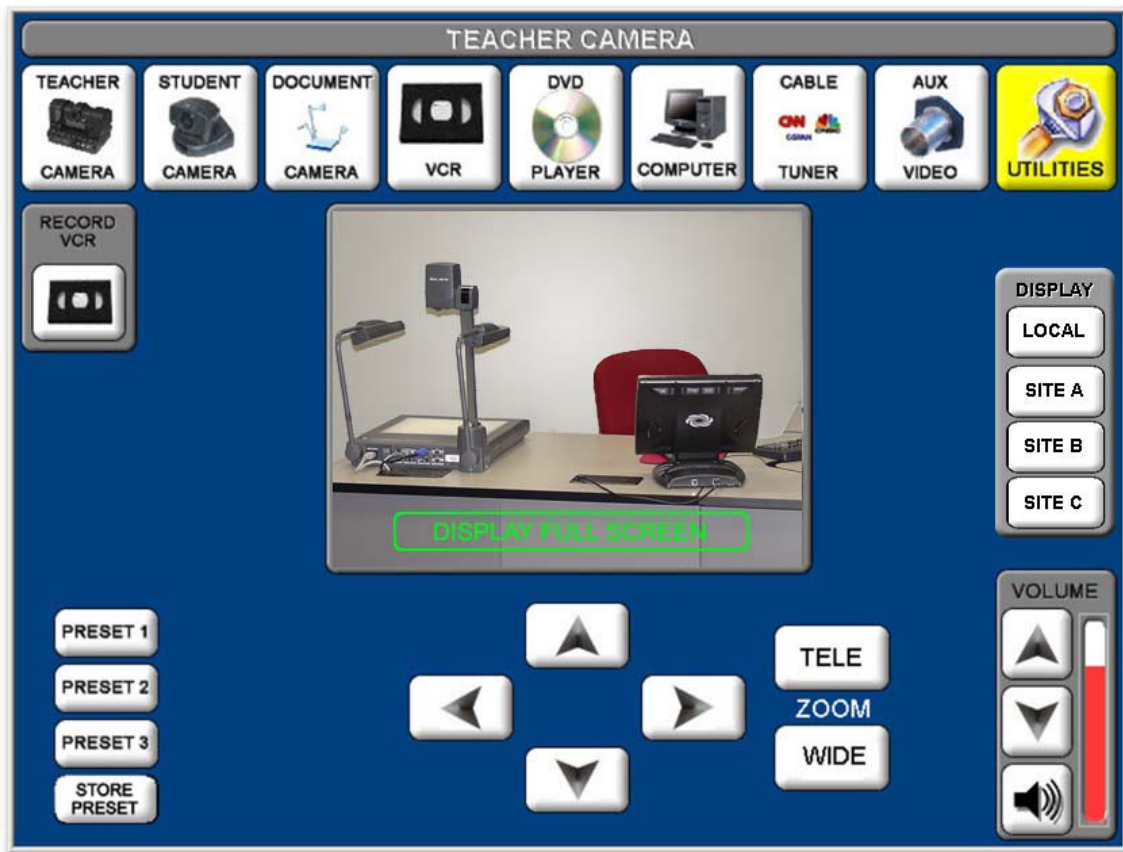 TEACHER CAMERA
TEACHER
CAMERA
STUDENT
CAMERA
DOCUMENT
CAMERA
VCR
DVD
PLAYER
COMPUTER
CABLE
CNN
TUNER
AUX
VIDEO
UTILITIES
RECORD
VCR
DISPLAY FULL SCREEN
DISPLAY
LOCAL
SITE A
SITE B
SITE C
PRESET 1
PRESET 2
PRESET 3
STORE
PRESET
TELE
ZOOM
WIDE
VOLUME